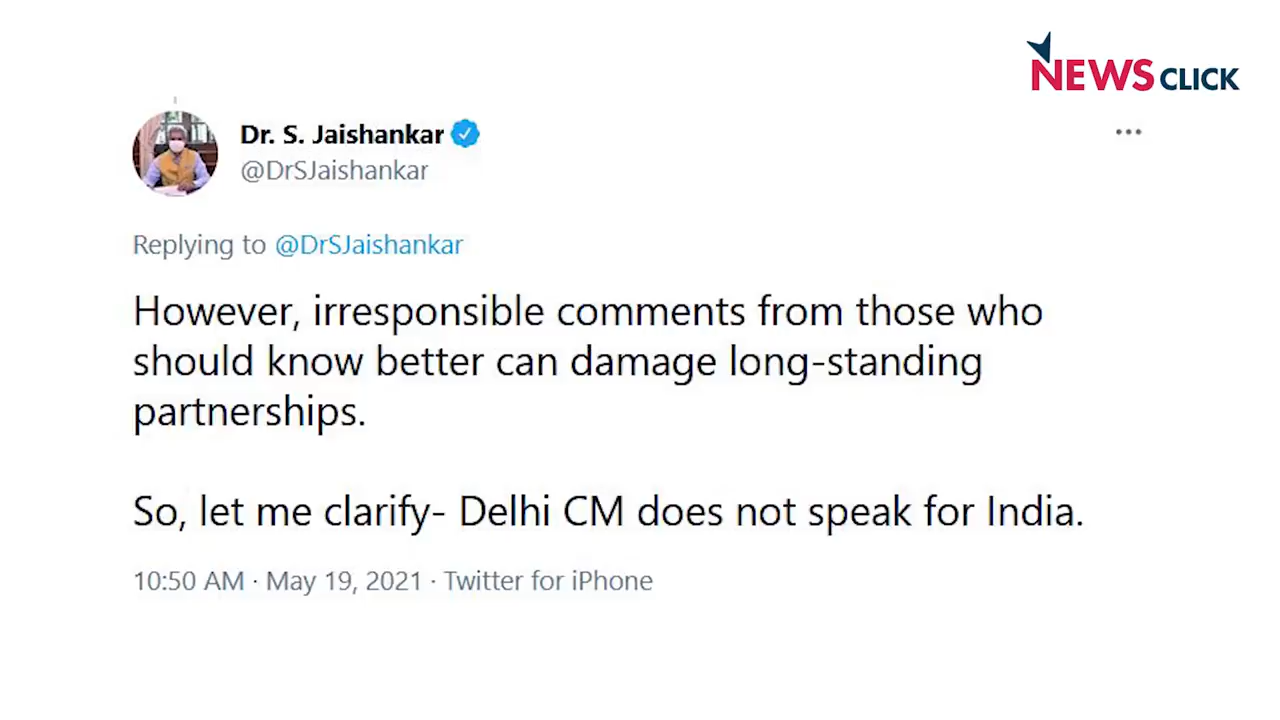 NEWS CLICK
Dr. S. Jaishankar
@DrSJaishankar
Replying to @DrSJaishankar
However, irresponsible comments from those who
should know better can damage long-standing
partnerships.
So, let me clarify- Delhi CM does not speak for India.
10:50 AM · May 19, 2021 · Twitter for iPhone